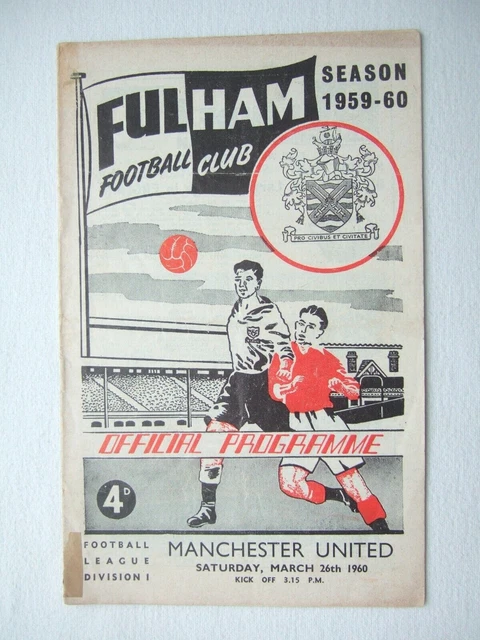 FULHAM
FOOTBALL CLUB
SEASON
1959-60
PRO CIVIBUS ET CIVITATE
OFFICIAL PROGRAMME
4D
FOOTBALL
LEAGUE
DIVISION I
MANCHESTER UNITED
SATURDAY, MARCH 26th 1960
KICK OFF 3.15 P.M.